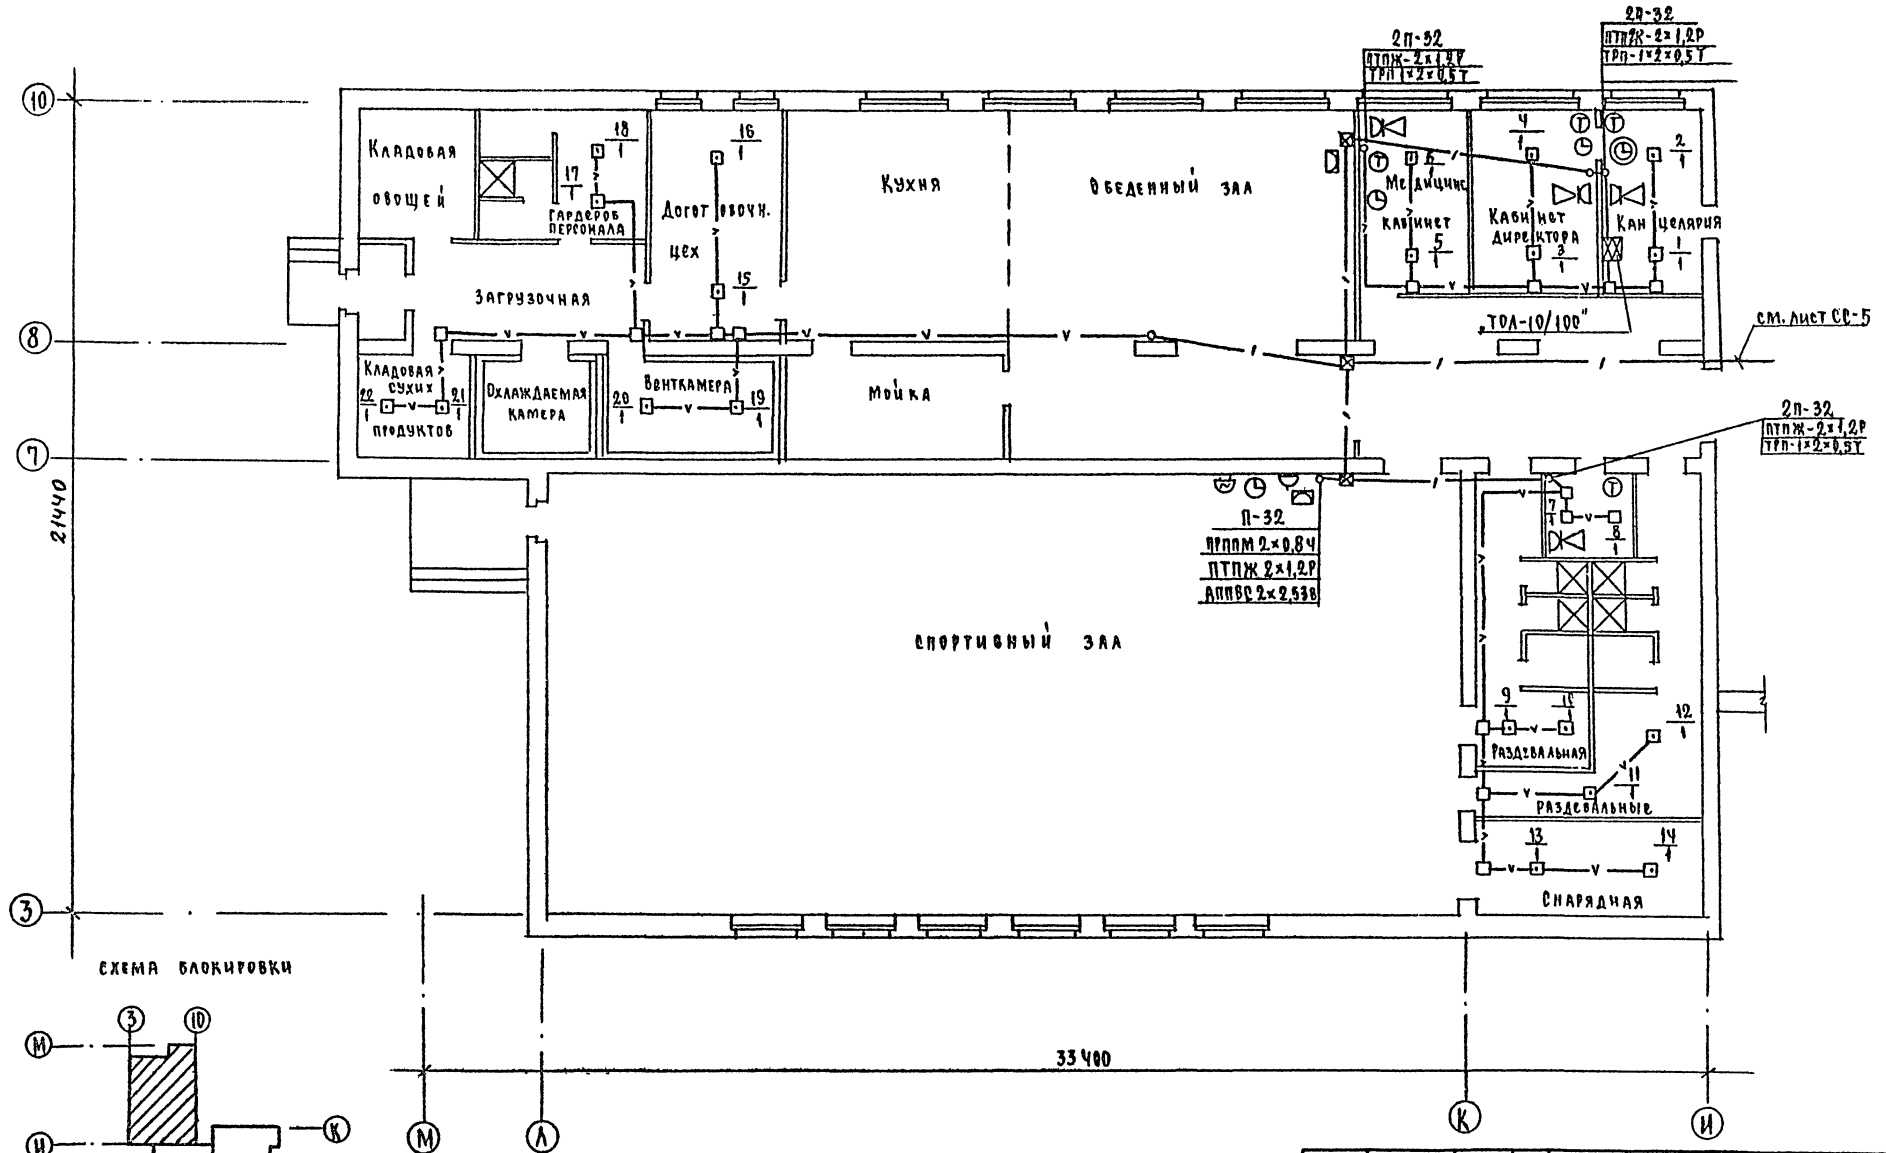 2П-32
ПТПЖ-2×1,2Р
ТРП-1×2×0,5Т
2П-32
ПТПЖ-2×1,2Р
ТРП 1×2×0,5Т
10
8
7
3
21440
Кладовая
овощей
17
1
18
1
Гардероб
персонала
16
1
Доготовочн.
цех
15
1
Кухня
Обеденный зал
6
1
Медицинс
кабинет
5
1
4
1
Кабинет
директора
3
1
2
1
Канцелярия
1
1
Т
Т
Т
Загрузочная
„ТОЛ-10/100"
см. лист СС-5
Кладовая
сухих
продуктов
22
1
21
1
Охлаждаемая
камера
20
1
Венткамера
19
1
Мойка
2П-32
ПТПЖ-2×1,2Р
ТРП-1×2×0,5Т
П-32
ПРППМ 2×0,8Ч
ПТПЖ 2×1,2Р
АППВС 2×2,5ЭВ
7
1
8
1
Т
Спортивный зал
9
1
Раздевальная
12
1
11
1
Раздевальные
13
1
14
1
Снарядная
Схема блокировки
3
10
М
И
К
33400
М
Л
К
И